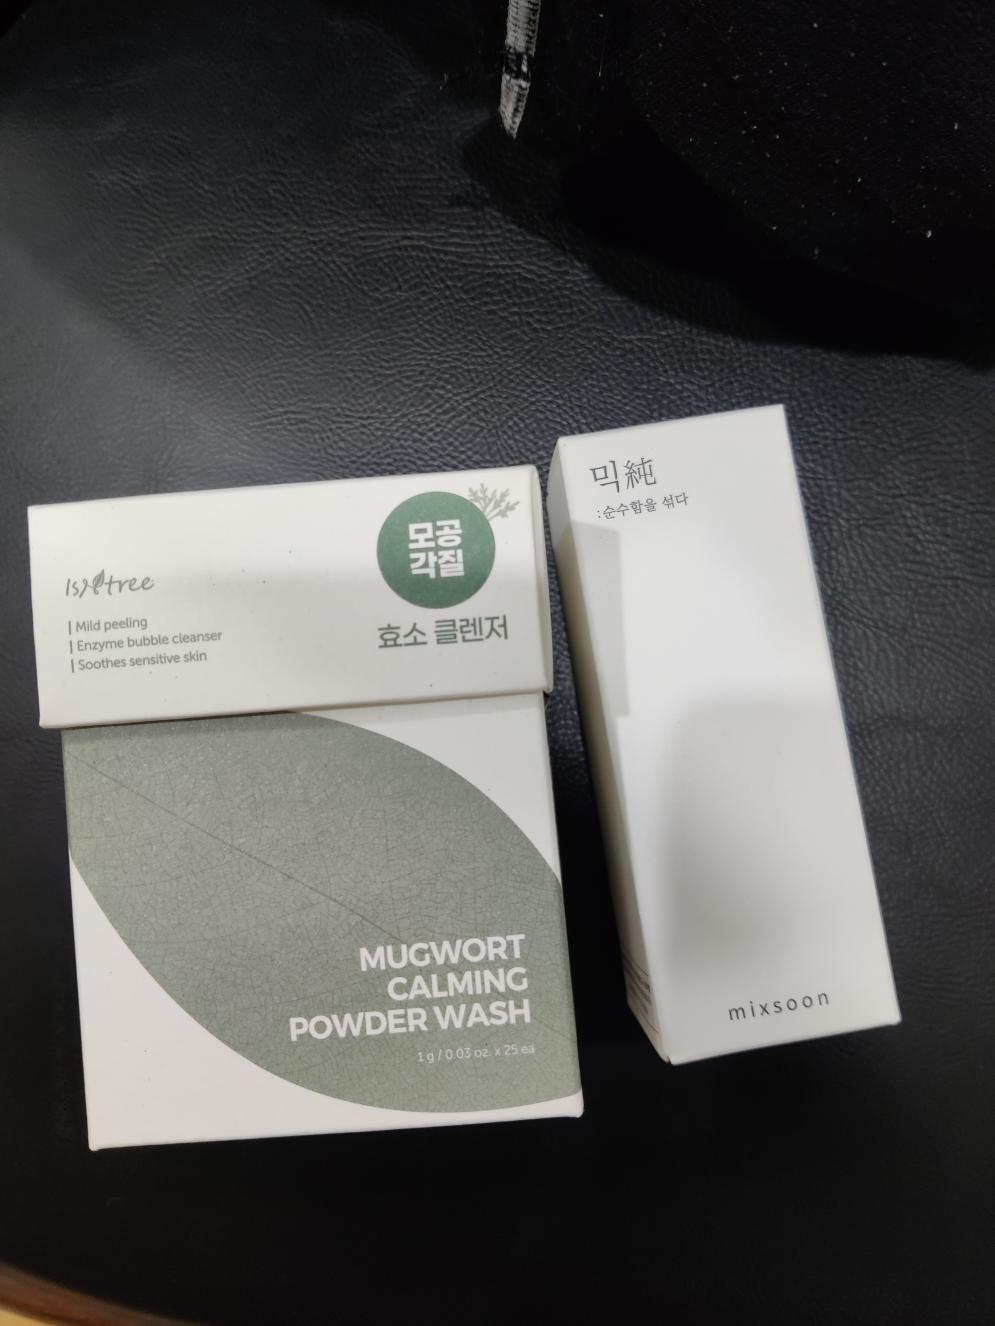 Isntree
Mild peeling
Enzyme bubble cleanser
Soothes sensitive skin
모공
각질
효소 클렌저
MUGWORT
CALMING
POWDER WASH
1 g / 0.03 oz. x 25 ea
믹純
:순수함을 섞다
mixsoon